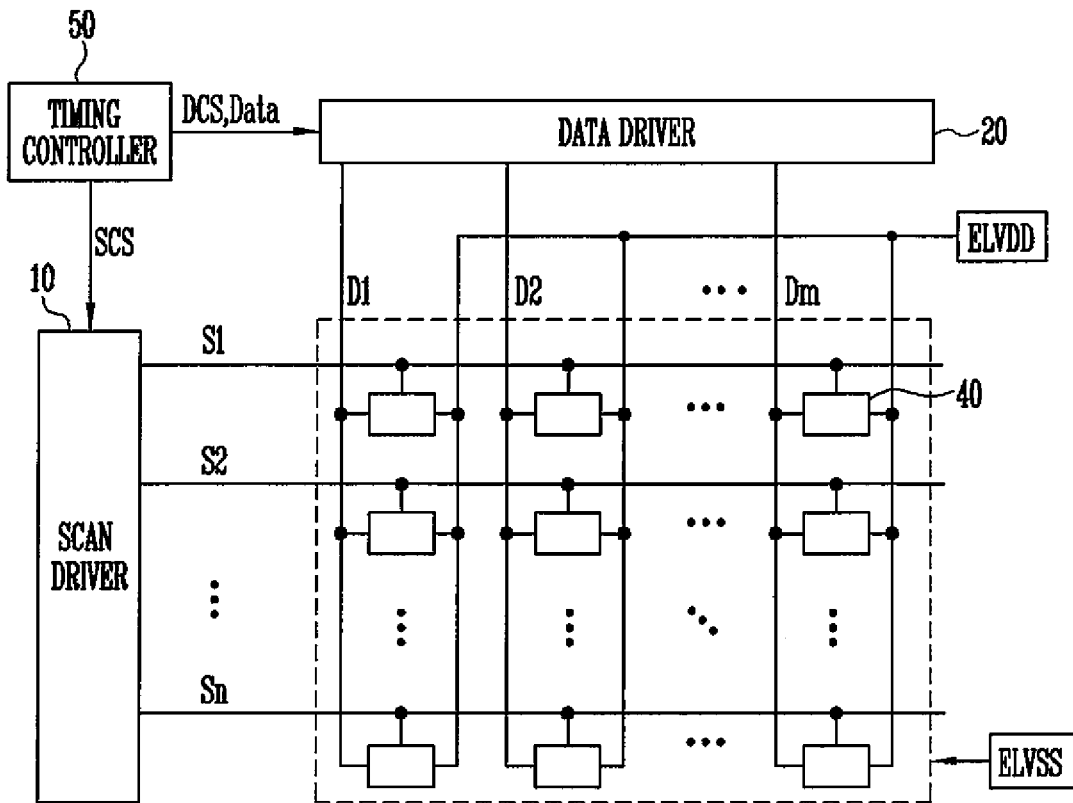 50
TIMING
CONTROLLER
DCS,Data
DATA DRIVER
20
SCS
ELVDD
10
D1
D2
Dm
S1
40
S2
SCAN
DRIVER
Sn
ELVSS